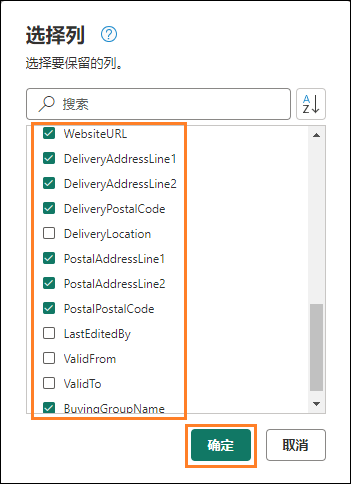 选择列
选择要保留的列。
搜索
WebsiteURL
DeliveryAddressLine1
DeliveryAddressLine2
DeliveryPostalCode
DeliveryLocation
PostalAddressLine1
PostalAddressLine2
PostalPostalCode
LastEditedBy
ValidFrom
ValidTo
BuyingGroupName
确定 取消